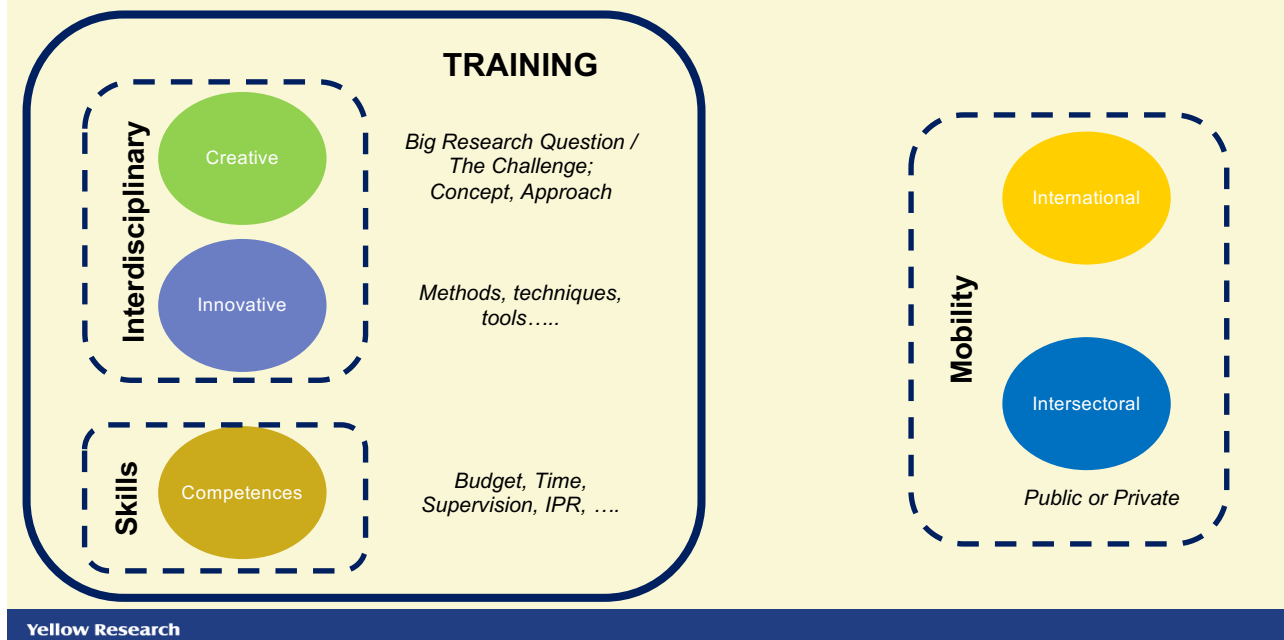 TRAINING
Interdisciplinary
Creative
Big Research Question /
The Challenge;
Concept, Approach
Innovative
Methods, techniques,
tools…..
Skills
Competences
Budget, Time,
Supervision, IPR, ….
Mobility
International
Intersectoral
Public or Private
Yellow Research